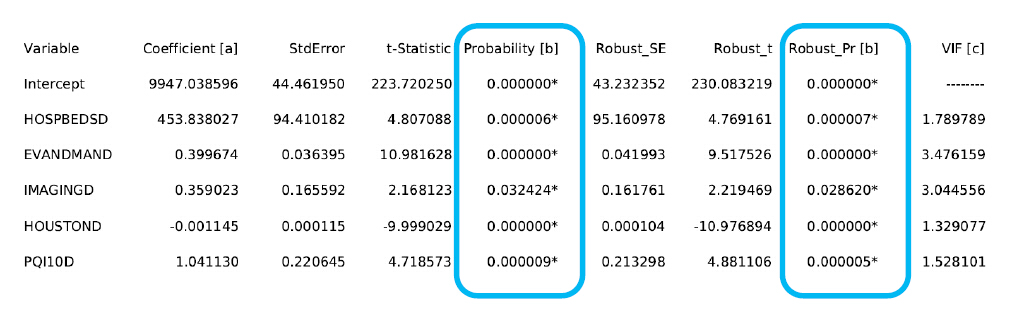 Variable Coefficient [a] StdError t-Statistic Probability [b] Robust_SE Robust_t Robust_Pr [b] VIF [c]
Intercept 9947.038596 44.461950 223.720250 0.000000* 43.232352 230.083219 0.000000* --------
HOSPBEDSD 453.838027 94.410182 4.807088 0.000006* 95.160978 4.769161 0.000007* 1.789789
EVANDMAND 0.399674 0.036395 10.981628 0.000000* 0.041993 9.517526 0.000000* 3.476159
IMAGINGD 0.359023 0.165592 2.168123 0.032424* 0.161761 2.219469 0.028620* 3.044556
HOUSTOND -0.001145 0.000115 -9.999029 0.000000* 0.000104 -10.976894 0.000000* 1.329077
PQI10D 1.041130 0.220645 4.718573 0.000009* 0.213298 4.881106 0.000005* 1.528101